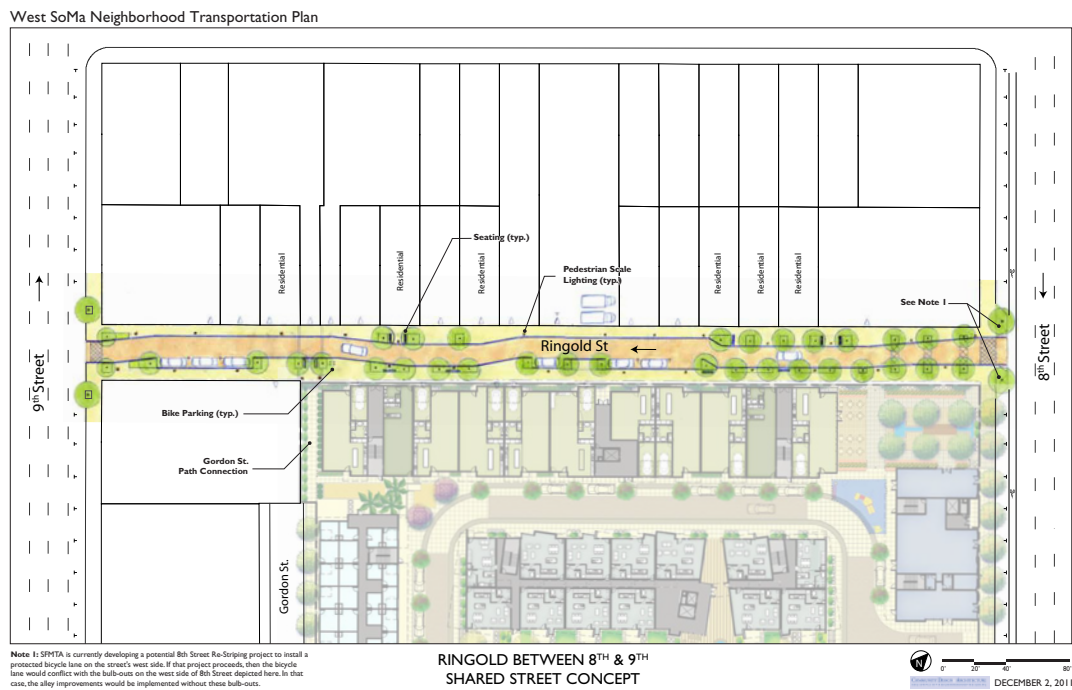 West SoMa Neighborhood Transportation Plan
Residential
Residential
Seating (typ.)
Residential
Pedestrian Scale
Lighting (typ.)
Residential
Residential
Residential
See Note 1
9th Street
Ringold St
8th Street
Bike Parking (typ.)
Gordon St.
Path Connection
Gordon St.
Note 1: SFMTA is currently developing a potential 8th Street Re-Striping project to install a
protected bicycle lane on the street's west side. If that project proceeds, then the bicycle
lane would conflict with the bulb-outs on the west side of 8th Street depicted here. In that
case, the alley improvements would be implemented without these bulb-outs.
RINGOLD BETWEEN 8TH & 9TH
SHARED STREET CONCEPT
0' 20' 40' 80'
COMMUNITY DESIGN + ARCHITECTURE
DECEMBER 2, 2011